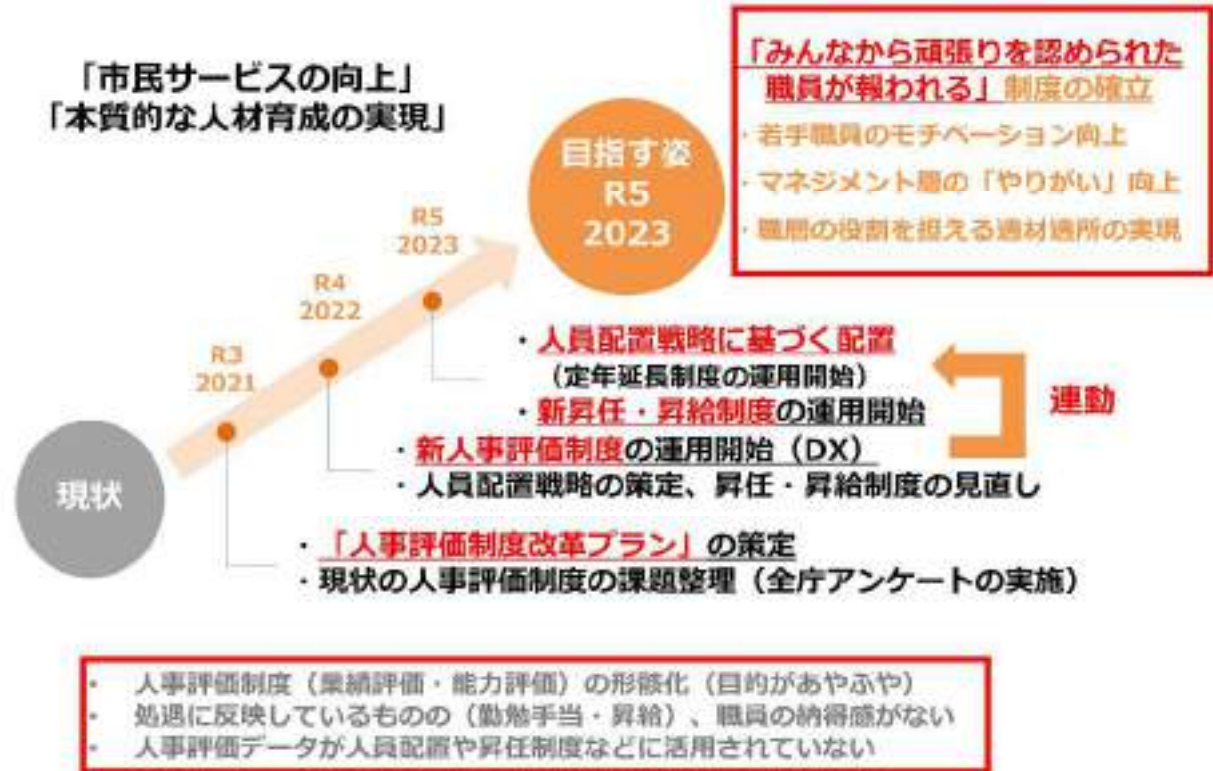 「市民サービスの向上」
「本質的な人材育成の実現」
「みんなから頑張りを認められた
職員が報われる」制度の確立
・若手職員のモチベーション向上
・マネジメント層の「やりがい」向上
・職層の役割を担える適材適所の実現
目指す姿
R5
2023
R5
2023
R4
2022
R3
2021
現状
・人員配置戦略に基づく配置
（定年延長制度の運用開始）
・新昇任・昇給制度の運用開始
連動
・新人事評価制度の運用開始（DX）
・人員配置戦略の策定、昇任・昇給制度の見直し
・「人事評価制度改革プラン」の策定
・現状の人事評価制度の課題整理（全庁アンケートの実施）
・ 人事評価制度（業績評価・能力評価）の形骸化（目的があやふや）
・ 処遇に反映しているものの（勤勉手当・昇給）、職員の納得感がない
・ 人事評価データが人員配置や昇任制度などに活用されていない